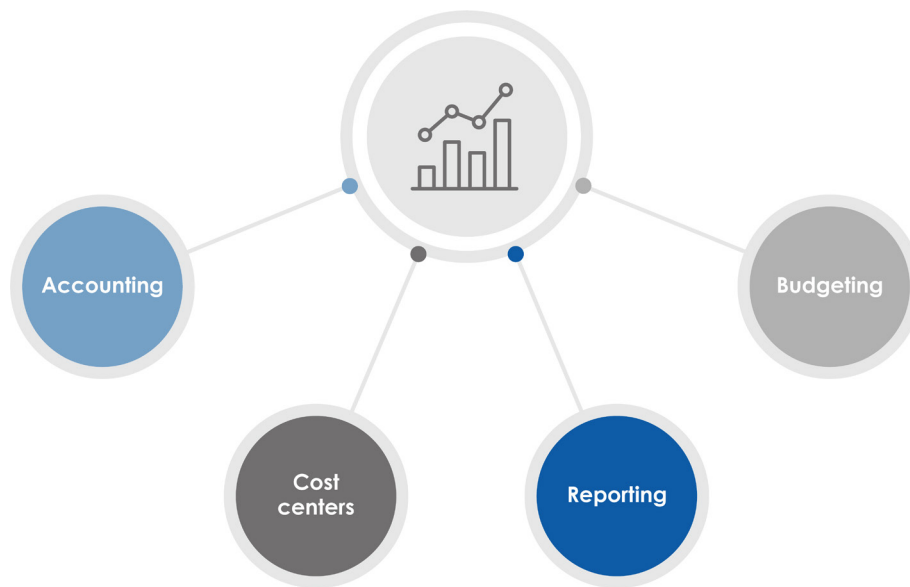 Accounting
Budgeting
Cost
centers
Reporting